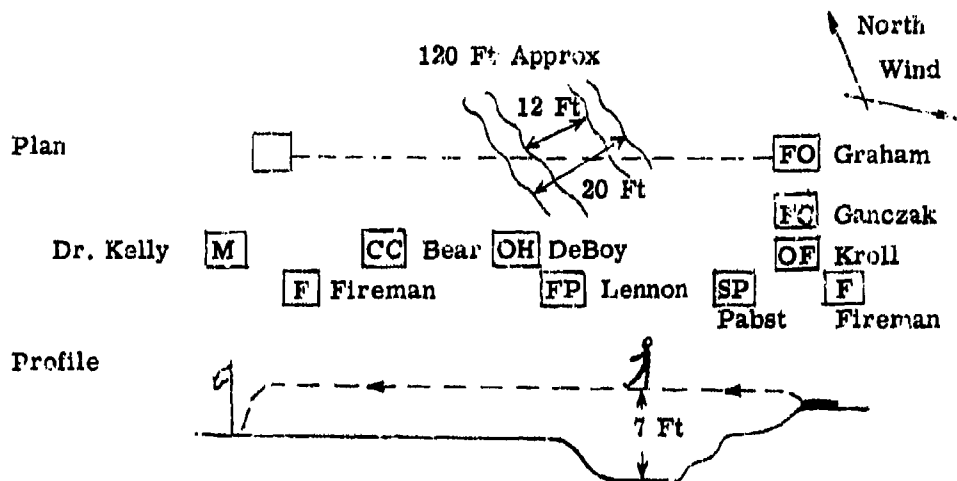 North
Wind
120 Ft Approx
12 Ft
Plan
FO Graham
20 Ft
FC Ganczak
Dr. Kelly M CC Bear OH DeBoy OF Kroll
F Fireman FP Lennon SP F
Pabst Fireman
Profile
7 Ft